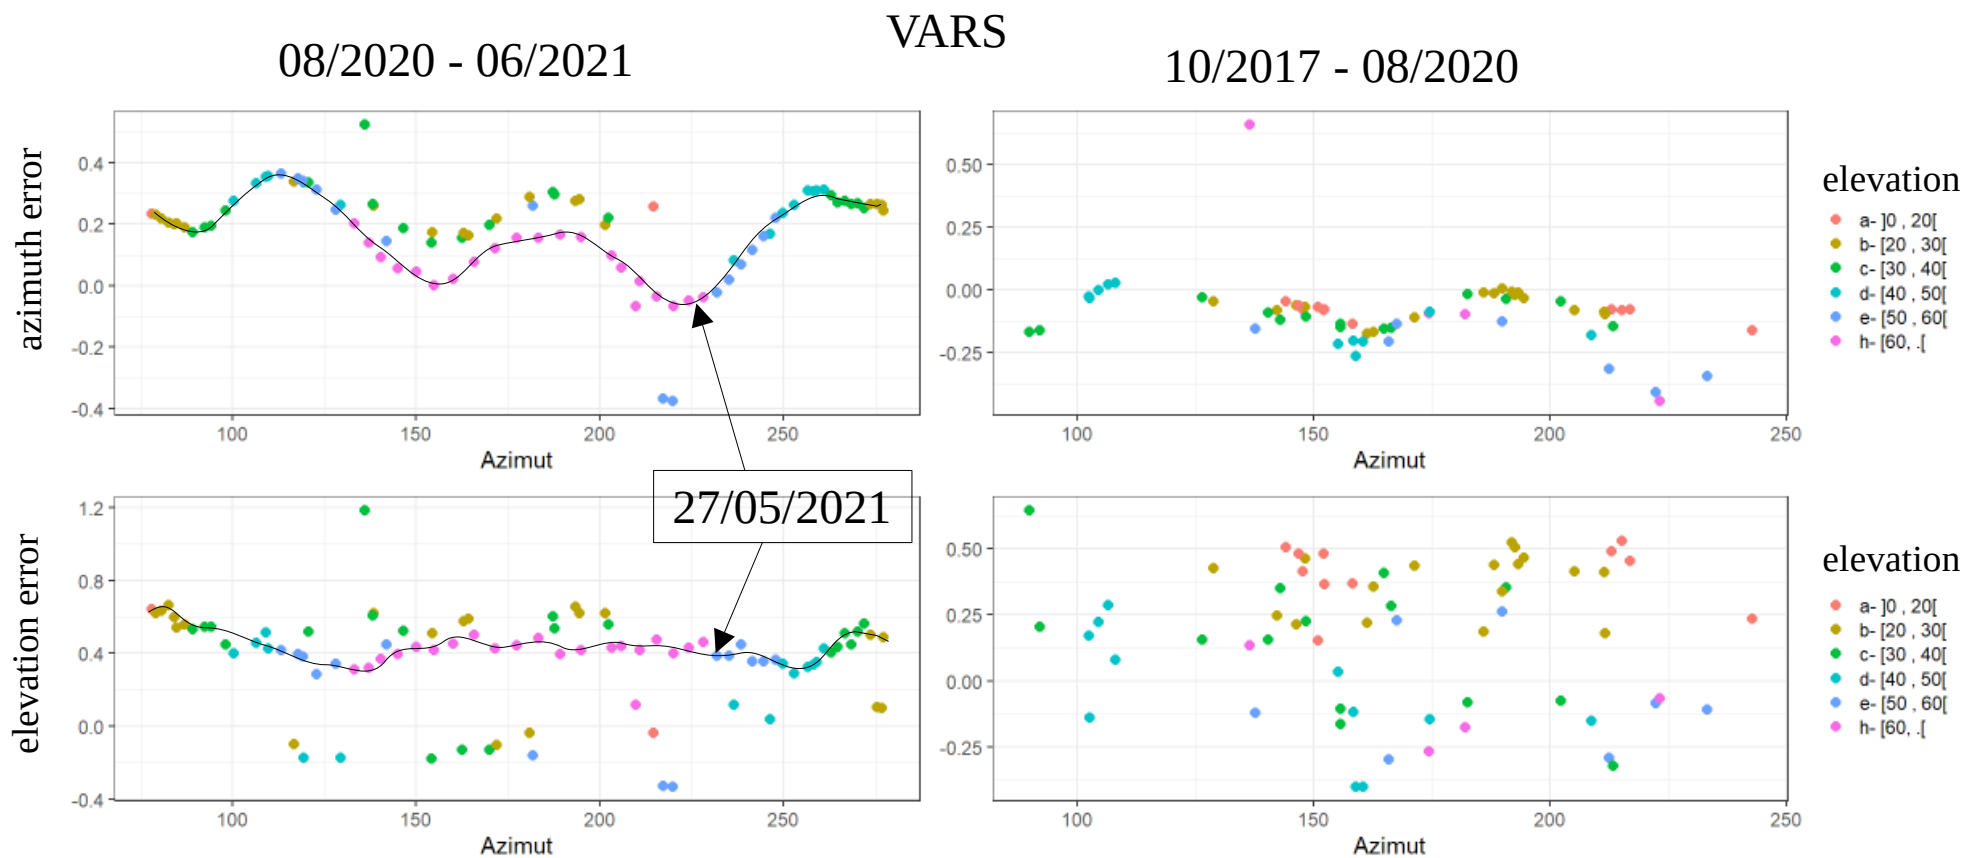 VARS
08/2020 - 06/2021
10/2017 - 08/2020
azimuth error
0.4
0.2
0.0
-0.2
-0.4
100 150 200 250
Azimut
0.50
0.25
0.00
-0.25
100 150 200 250
Azimut
elevation
a- ]0 , 20[
b- [20 , 30[
c- [30 , 40[
d- [40 , 50[
e- [50 , 60[
h- [60, .[
27/05/2021
elevation error
1.2
0.8
0.4
0.0
-0.4
100 150 200 250
Azimut
0.50
0.25
0.00
-0.25
100 150 200 250
Azimut
elevation
a- ]0 , 20[
b- [20 , 30[
c- [30 , 40[
d- [40 , 50[
e- [50 , 60[
h- [60, .[